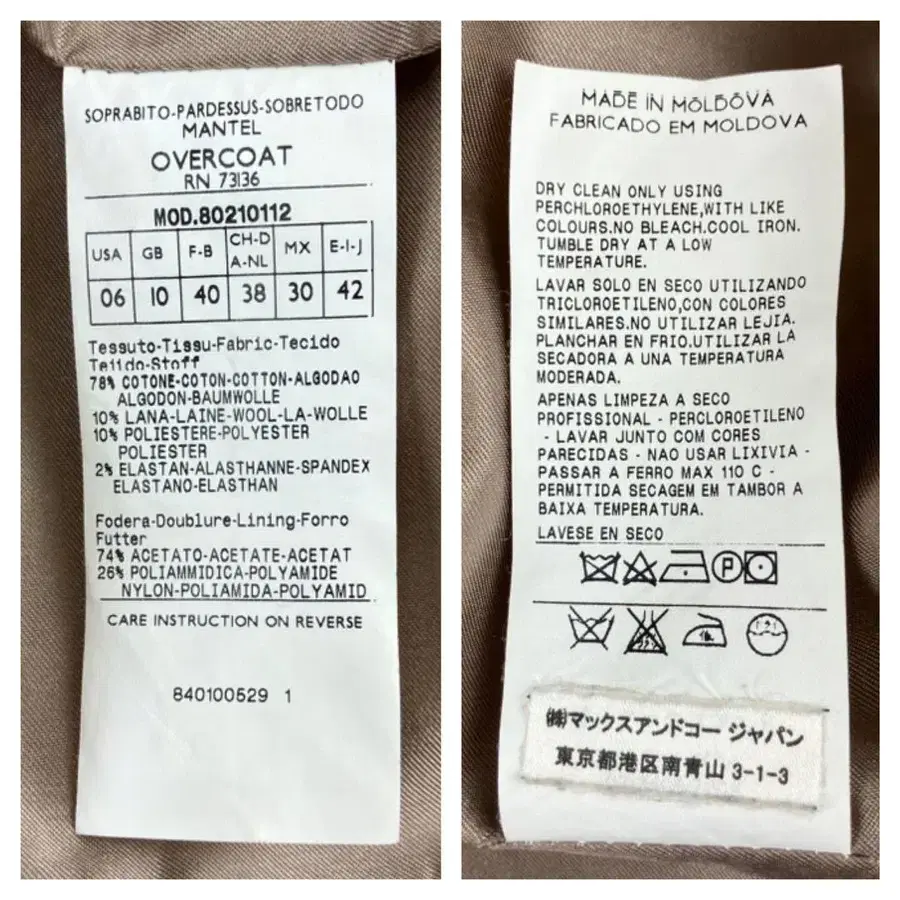 SOPRABITO-PARDESSUS-SOBRETODO
MANTEL
OVERCOAT
RN 73136
MOD.80210112
USA GB F-B CH-D A-NL MX E-I-J
06 10 40 38 30 42
Tessuto-Tissu-Fabric-Tecido
Tejido-Stoff
78% COTONE-COTON-COTTON-ALGODAO
ALGODON-BAUMWOLLE
10% LANA-LAINE-WOOL-LA-WOLLE
10% POLIESTERE-POLYESTER
POLIESTER
2% ELASTAN-ALASTHANNE-SPANDEX
ELASTANO-ELASTHAN
Fodera-Doublure-Lining-Forro
Futter
74% ACETATO-ACETATE-ACETAT
26% POLIAMMIDICA-POLYAMIDE
NYLON-POLIAMIDA-POLYAMID
CARE INSTRUCTION ON REVERSE
840100529 1
MADE IN MOLDOVA
FABRICADO EM MOLDOVA
DRY CLEAN ONLY USING
PERCHLOROETHYLENE,WITH LIKE
COLOURS.NO BLEACH.COOL IRON.
TUMBLE DRY AT A LOW
TEMPERATURE.
LAVAR SOLO EN SECO UTILIZANDO
TRICLOROETILENO,CON COLORES
SIMILARES.NO UTILIZAR LEJIA.
PLANCHAR EN FRIO.UTILIZAR LA
SECADORA A UNA TEMPERATURA
MODERADA.
APENAS LIMPEZA A SECO
PROFISSIONAL - PERCLOROETILENO
- LAVAR JUNTO COM CORES
PARECIDAS - NAO USAR LIXIVIA -
PASSAR A FERRO MAX 110 C -
PERMITIDA SECAGEM EM TAMBOR A
BAIXA TEMPERATURA.
LAVESE EN SECO
P
㈱マックスアンドコー ジャパン
東京都港区南青山 3-1-3